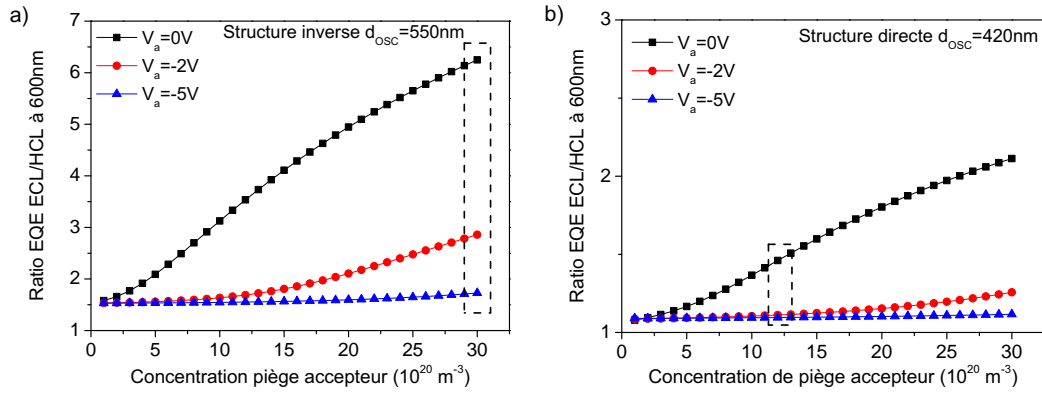 a)
Structure inverse d_OSC=550nm
V_a=0V
V_a=-2V
V_a=-5V
Ratio EQE ECL/HCL à 600nm
7
6
5
4
3
2
1
0 5 10 15 20 25 30
Concentration piège accepteur (10^20 m^-3)
b)
Structure directe d_OSC=420nm
V_a=0V
V_a=-2V
V_a=-5V
Ratio EQE ECL/HCL à 600nm
3
2
1
0 5 10 15 20 25 30
Concentration de piège accepteur (10^20 m^-3)